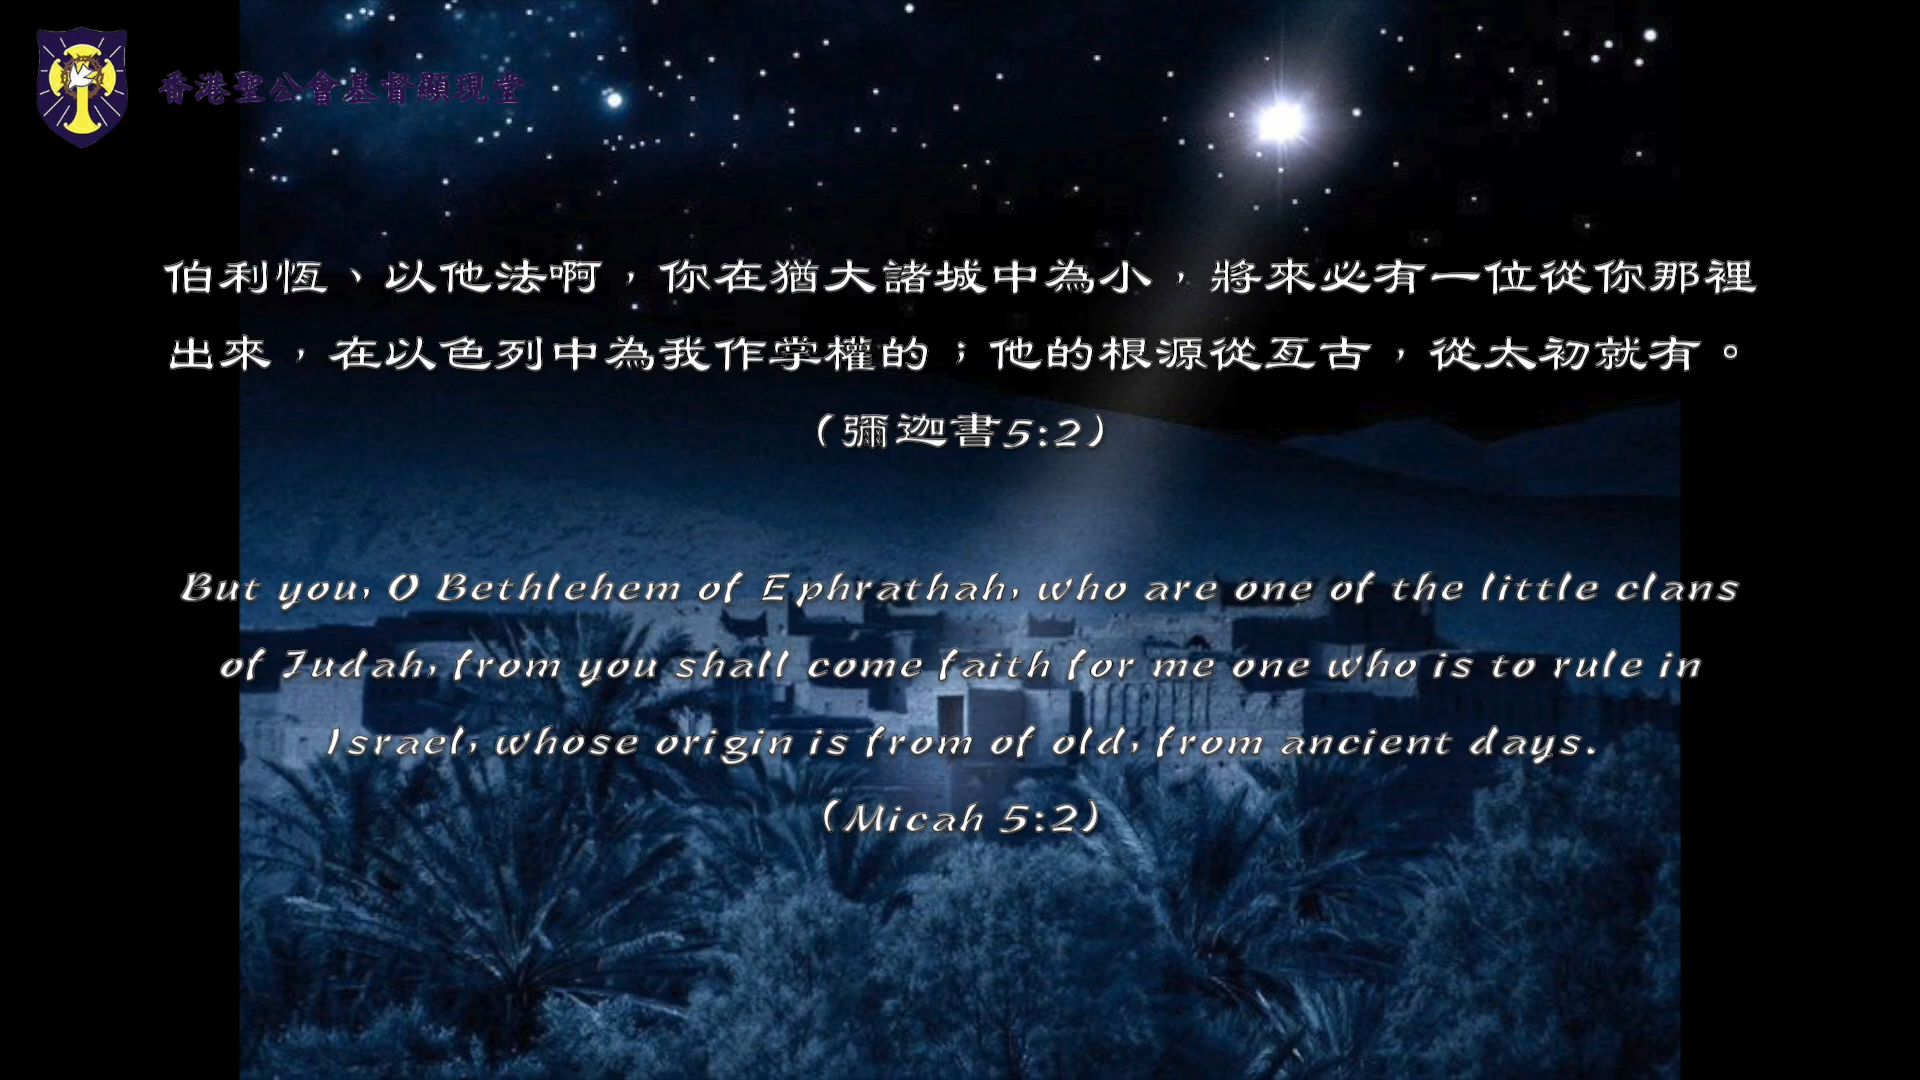 香港聖公會基督顯現堂
伯利恆、以他法啊，你在猶大諸城中為小，將來必有一位從你那裡
出來，在以色列中為我作掌權的；他的根源從亙古，從太初就有。
（彌迦書5:2）
But you, O Bethlehem of Ephrathah, who are one of the little clans
of Judah, from you shall come faith for me one who is to rule in
Israel, whose origin is from of old, from ancient days.
(Micah 5:2)